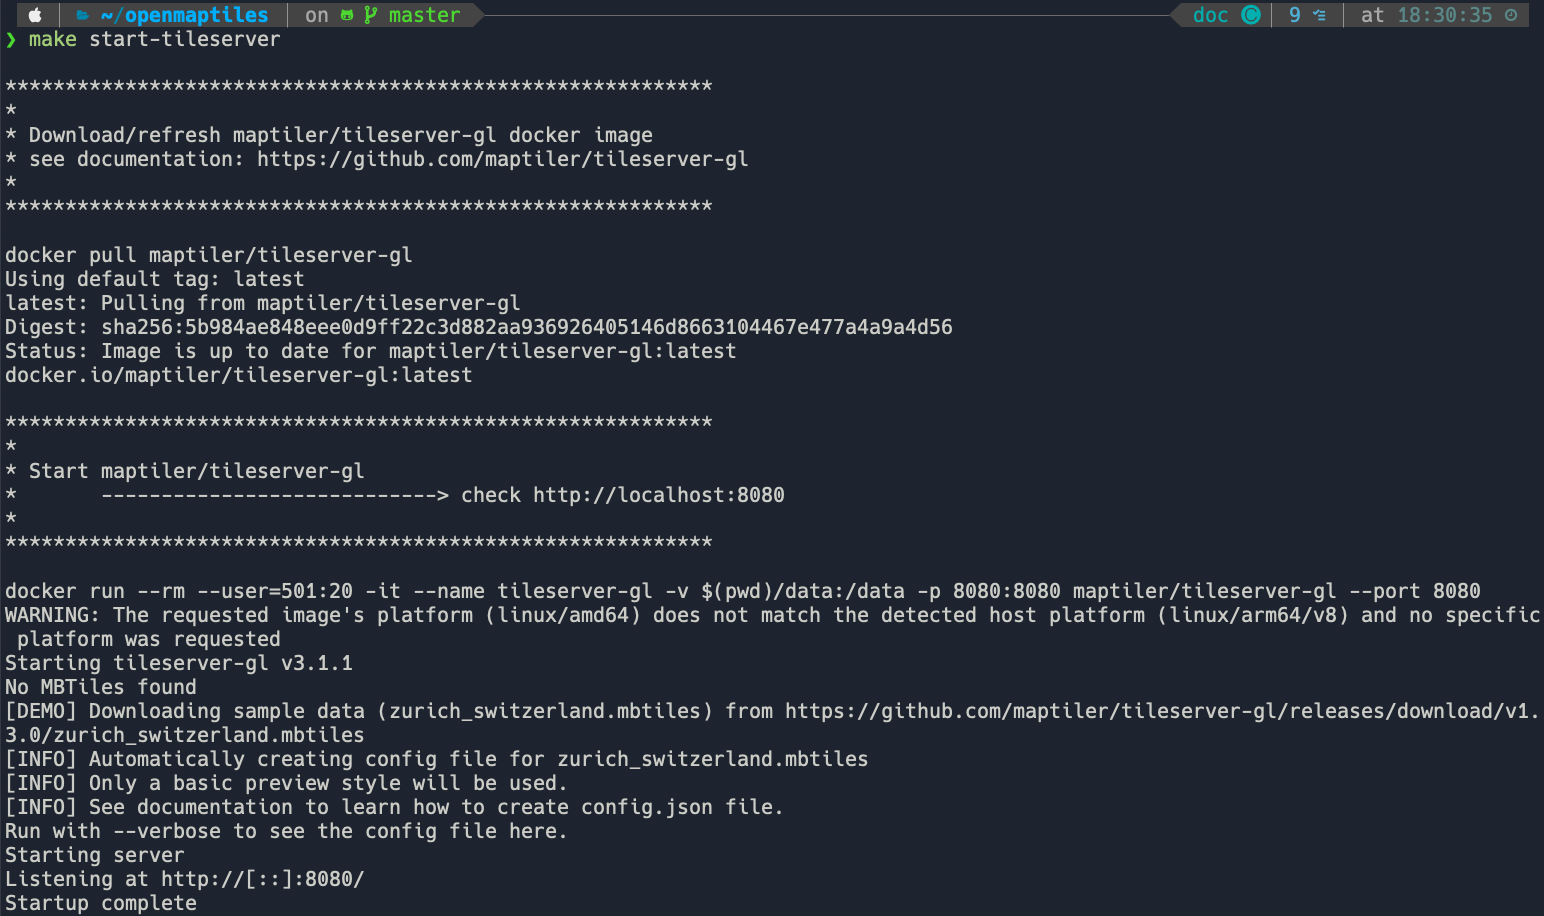 ~/openmaptiles on master doc 9 at 18:30:35
❯ make start-tileserver
***********************************************************
*
* Download/refresh maptiler/tileserver-gl docker image
* see documentation: https://github.com/maptiler/tileserver-gl
*
***********************************************************
docker pull maptiler/tileserver-gl
Using default tag: latest
latest: Pulling from maptiler/tileserver-gl
Digest: sha256:5b984ae848eee0d9ff22c3d882aa936926405146d8663104467e477a4a9a4d56
Status: Image is up to date for maptiler/tileserver-gl:latest
docker.io/maptiler/tileserver-gl:latest
***********************************************************
*
* Start maptiler/tileserver-gl
*       ----------------------------> check http://localhost:8080
*
***********************************************************
docker run --rm --user=501:20 -it --name tileserver-gl -v $(pwd)/data:/data -p 8080:8080 maptiler/tileserver-gl --port 8080
WARNING: The requested image's platform (linux/amd64) does not match the detected host platform (linux/arm64/v8) and no specific
platform was requested
Starting tileserver-gl v3.1.1
No MBTiles found
[DEMO] Downloading sample data (zurich_switzerland.mbtiles) from https://github.com/maptiler/tileserver-gl/releases/download/v1.
3.0/zurich_switzerland.mbtiles
[INFO] Automatically creating config file for zurich_switzerland.mbtiles
[INFO] Only a basic preview style will be used.
[INFO] See documentation to learn how to create config.json file.
Run with --verbose to see the config file here.
Starting server
Listening at http://[::]:8080/
Startup complete